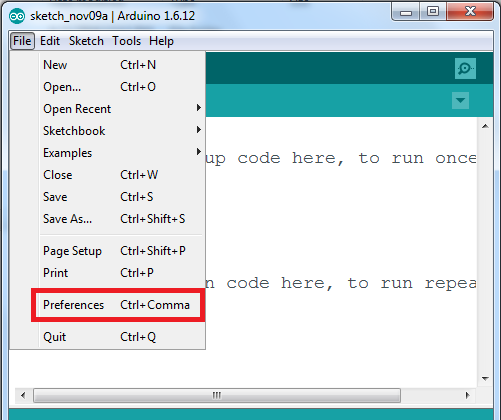 sketch_nov09a | Arduino 1.6.12
File Edit Sketch Tools Help
New Ctrl+N
Open... Ctrl+O
Open Recent
Sketchbook
Examples
Close Ctrl+W
Save Ctrl+S
Save As... Ctrl+Shift+S
Page Setup Ctrl+Shift+P
Print Ctrl+P
Preferences Ctrl+Comma
Quit Ctrl+Q
up code here, to run once
n code here, to run repea